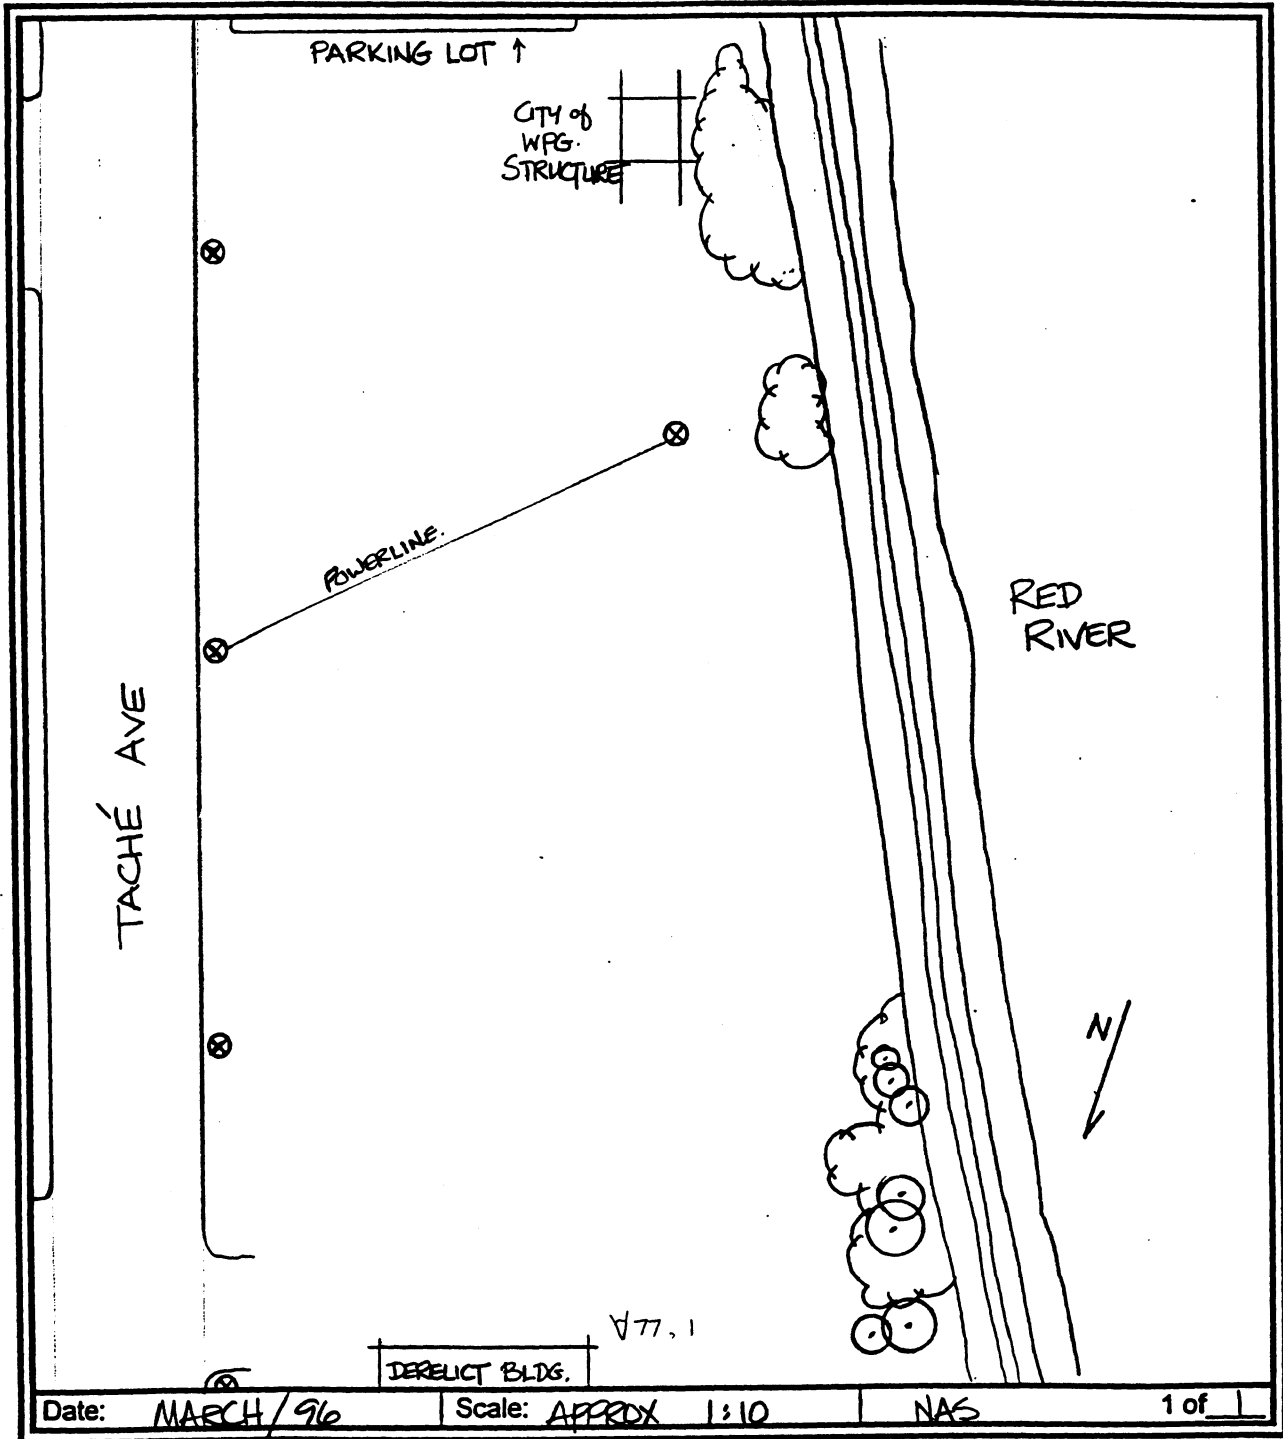 PARKING LOT ↑
CITY of
WPG.
STRUCTURE
POWERLINE.
RED
RIVER
TACHÉ AVE
N
DERELICT BLDG.
Date: MARCH/96
Scale: APPROX 1:10
NAS
1 of 1